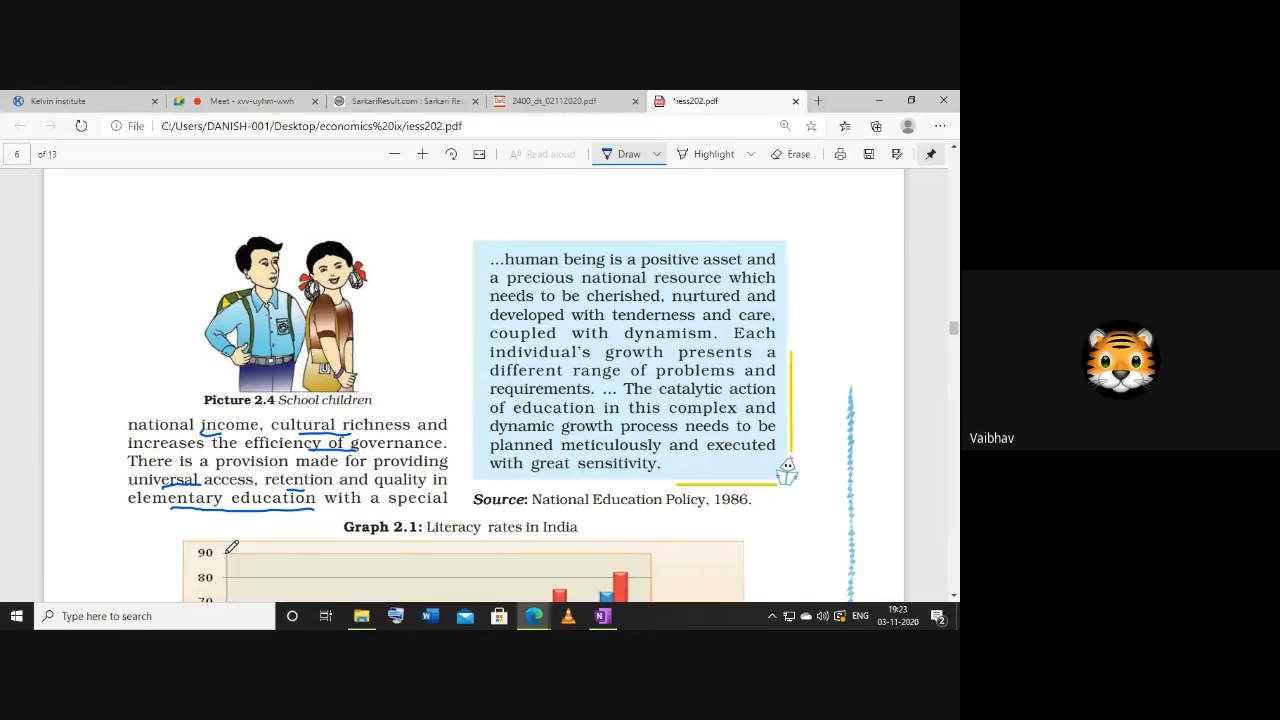 Kelvin institute
Meet - xvv-uyhm-wwh
SarkariResult.com : Sarkari Res
2400_dt_02112020.pdf
*iess202.pdf
File
C:/Users/DANISH-001/Desktop/economics%20ix/iess202.pdf
6 of 13
Read aloud
Draw
Highlight
Erase
Picture 2.4 School children
national income, cultural richness and
increases the efficiency of governance.
There is a provision made for providing
universal access, retention and quality in
elementary education with a special
...human being is a positive asset and
a precious national resource which
needs to be cherished, nurtured and
developed with tenderness and care,
coupled with dynamism. Each
individual's growth presents a
different range of problems and
requirements. ... The catalytic action
of education in this complex and
dynamic growth process needs to be
planned meticulously and executed
with great sensitivity.
Source: National Education Policy, 1986.
Graph 2.1: Literacy rates in India
90
80
70
Vaibhav
Type here to search
ENG
19:23
03-11-2020
2